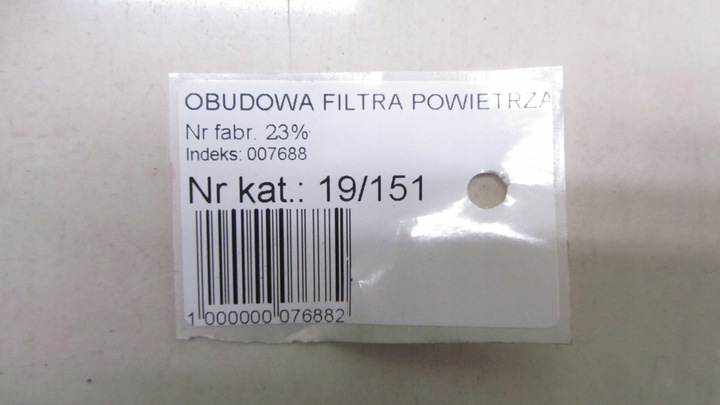 OBUDOWA FILTRA POWIETRZA
Nr fabr. 23%
Indeks: 007688
Nr kat.: 19/151
1 000000 076882